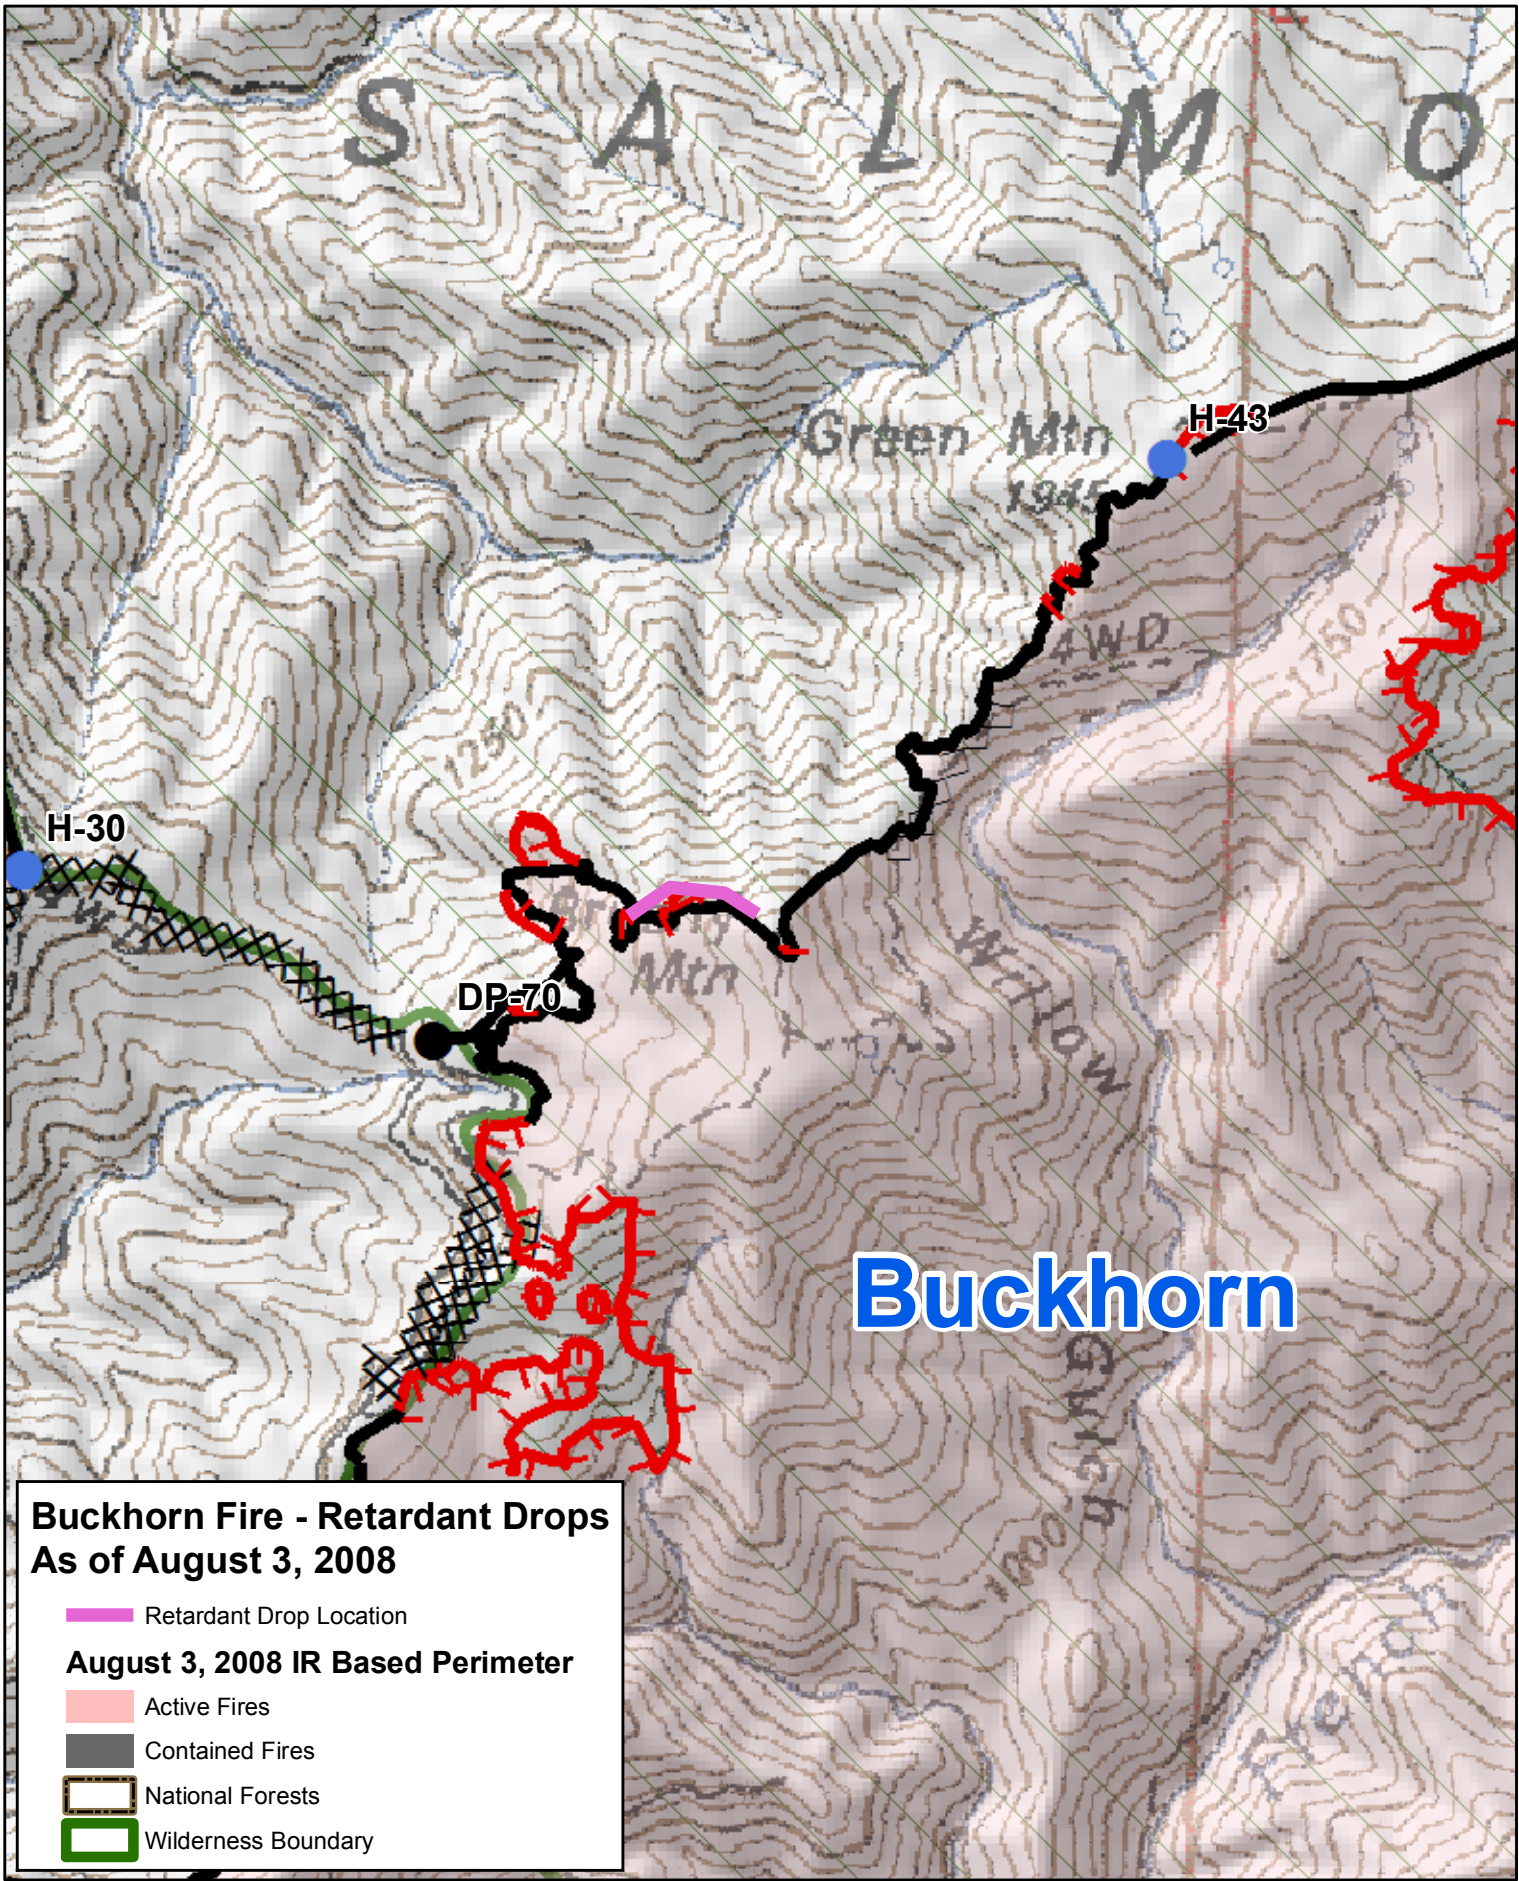 S A L M O
H-43
Green Mtn
1945
4WD
1750
1250
H-30
Mtn
DP-70
Willow
Buckhorn
Gulch
Buckhorn Fire - Retardant Drops
As of August 3, 2008
Retardant Drop Location
August 3, 2008 IR Based Perimeter
Active Fires
Contained Fires
National Forests
Wilderness Boundary